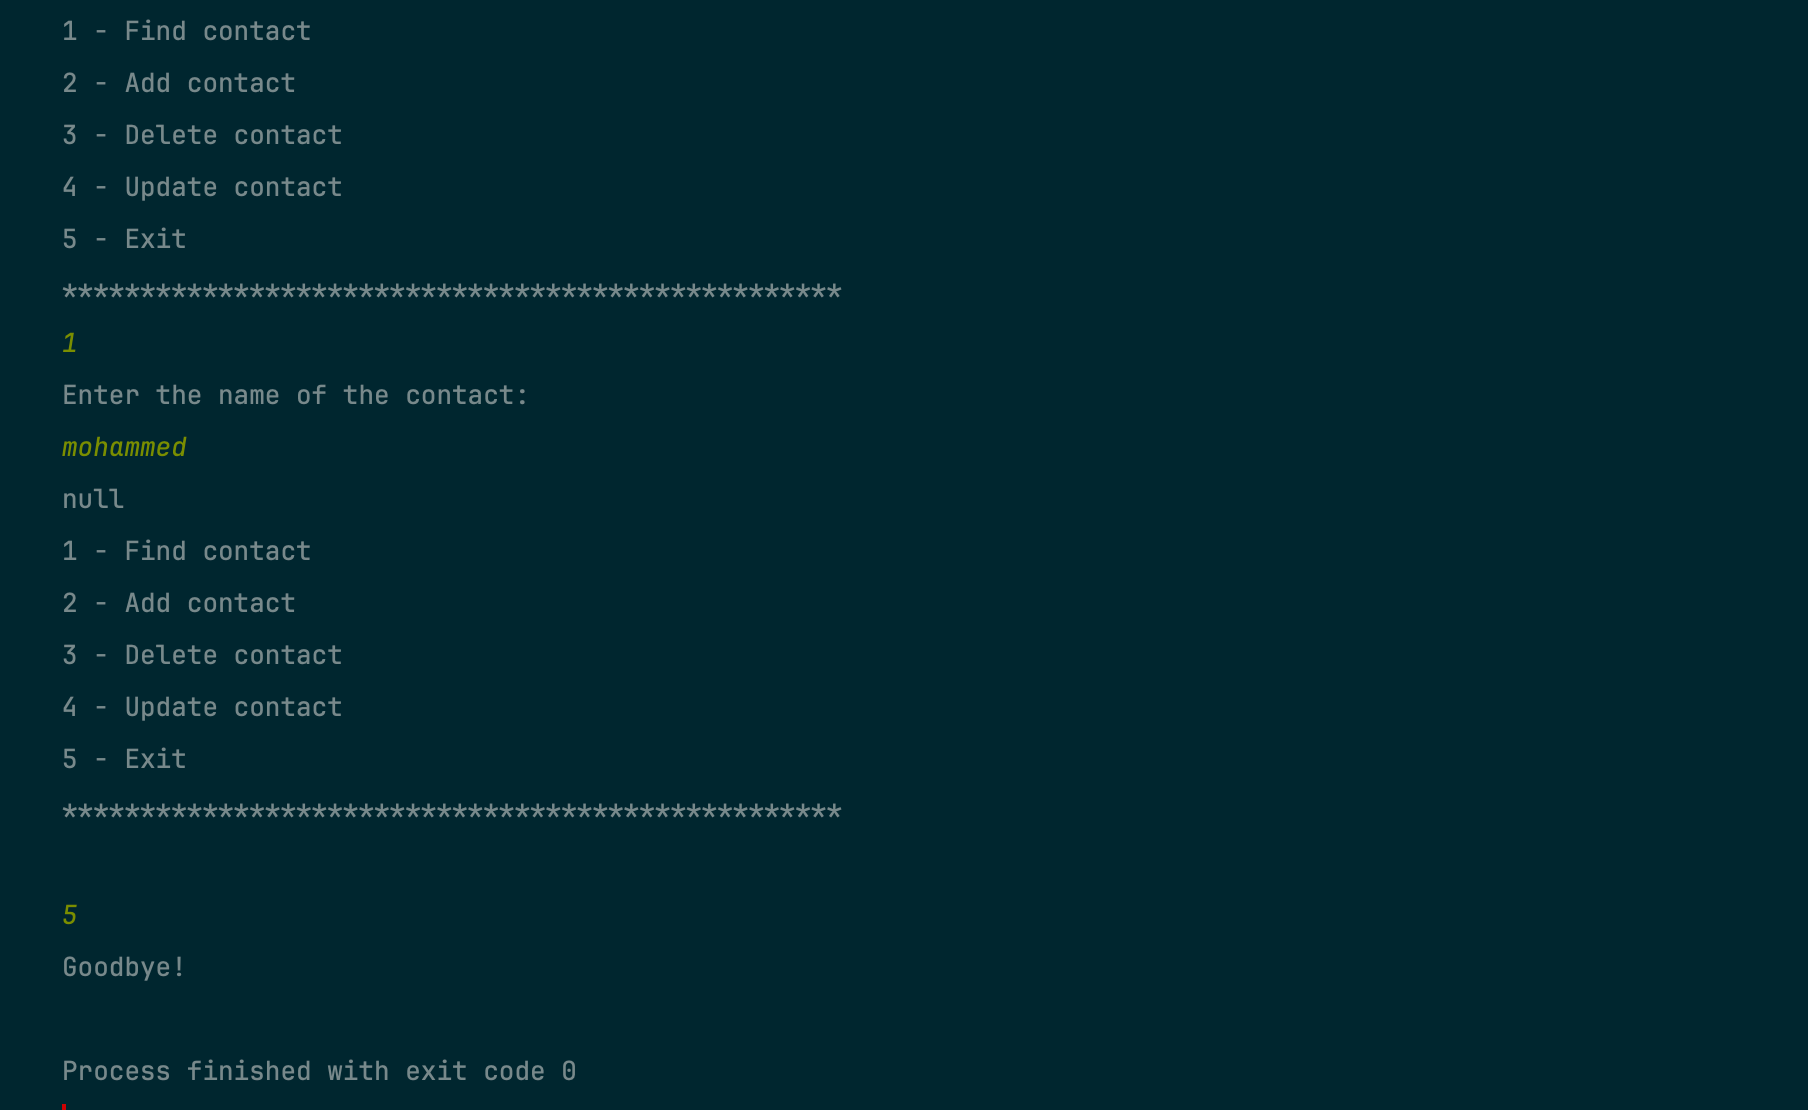 1 - Find contact
2 - Add contact
3 - Delete contact
4 - Update contact
5 - Exit
**************************************************
1
Enter the name of the contact:
mohammed
null
1 - Find contact
2 - Add contact
3 - Delete contact
4 - Update contact
5 - Exit
**************************************************
5
Goodbye!
Process finished with exit code 0